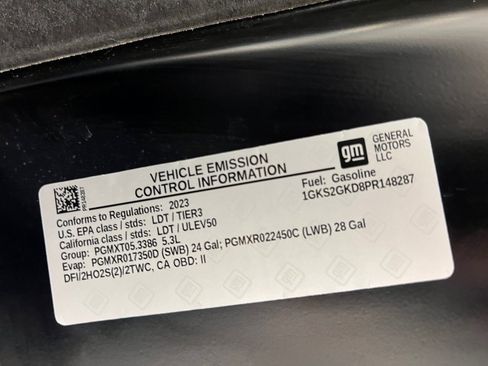 VEHICLE EMISSION
CONTROL INFORMATION
gm
GENERAL
MOTORS
LLC
PR148287
Fuel: Gasoline
1GKS2GKD8PR148287
Conforms to Regulations: 2023
U.S. EPA class / stds: LDT / TIER3
California class / stds: LDT / ULEV50
Group: PGMXT05.3386 5.3L
Evap: PGMXR017350D (SWB) 24 Gal; PGMXR022450C (LWB) 28 Gal
DFI/2HO2S(2)/2TWC, CA OBD: II